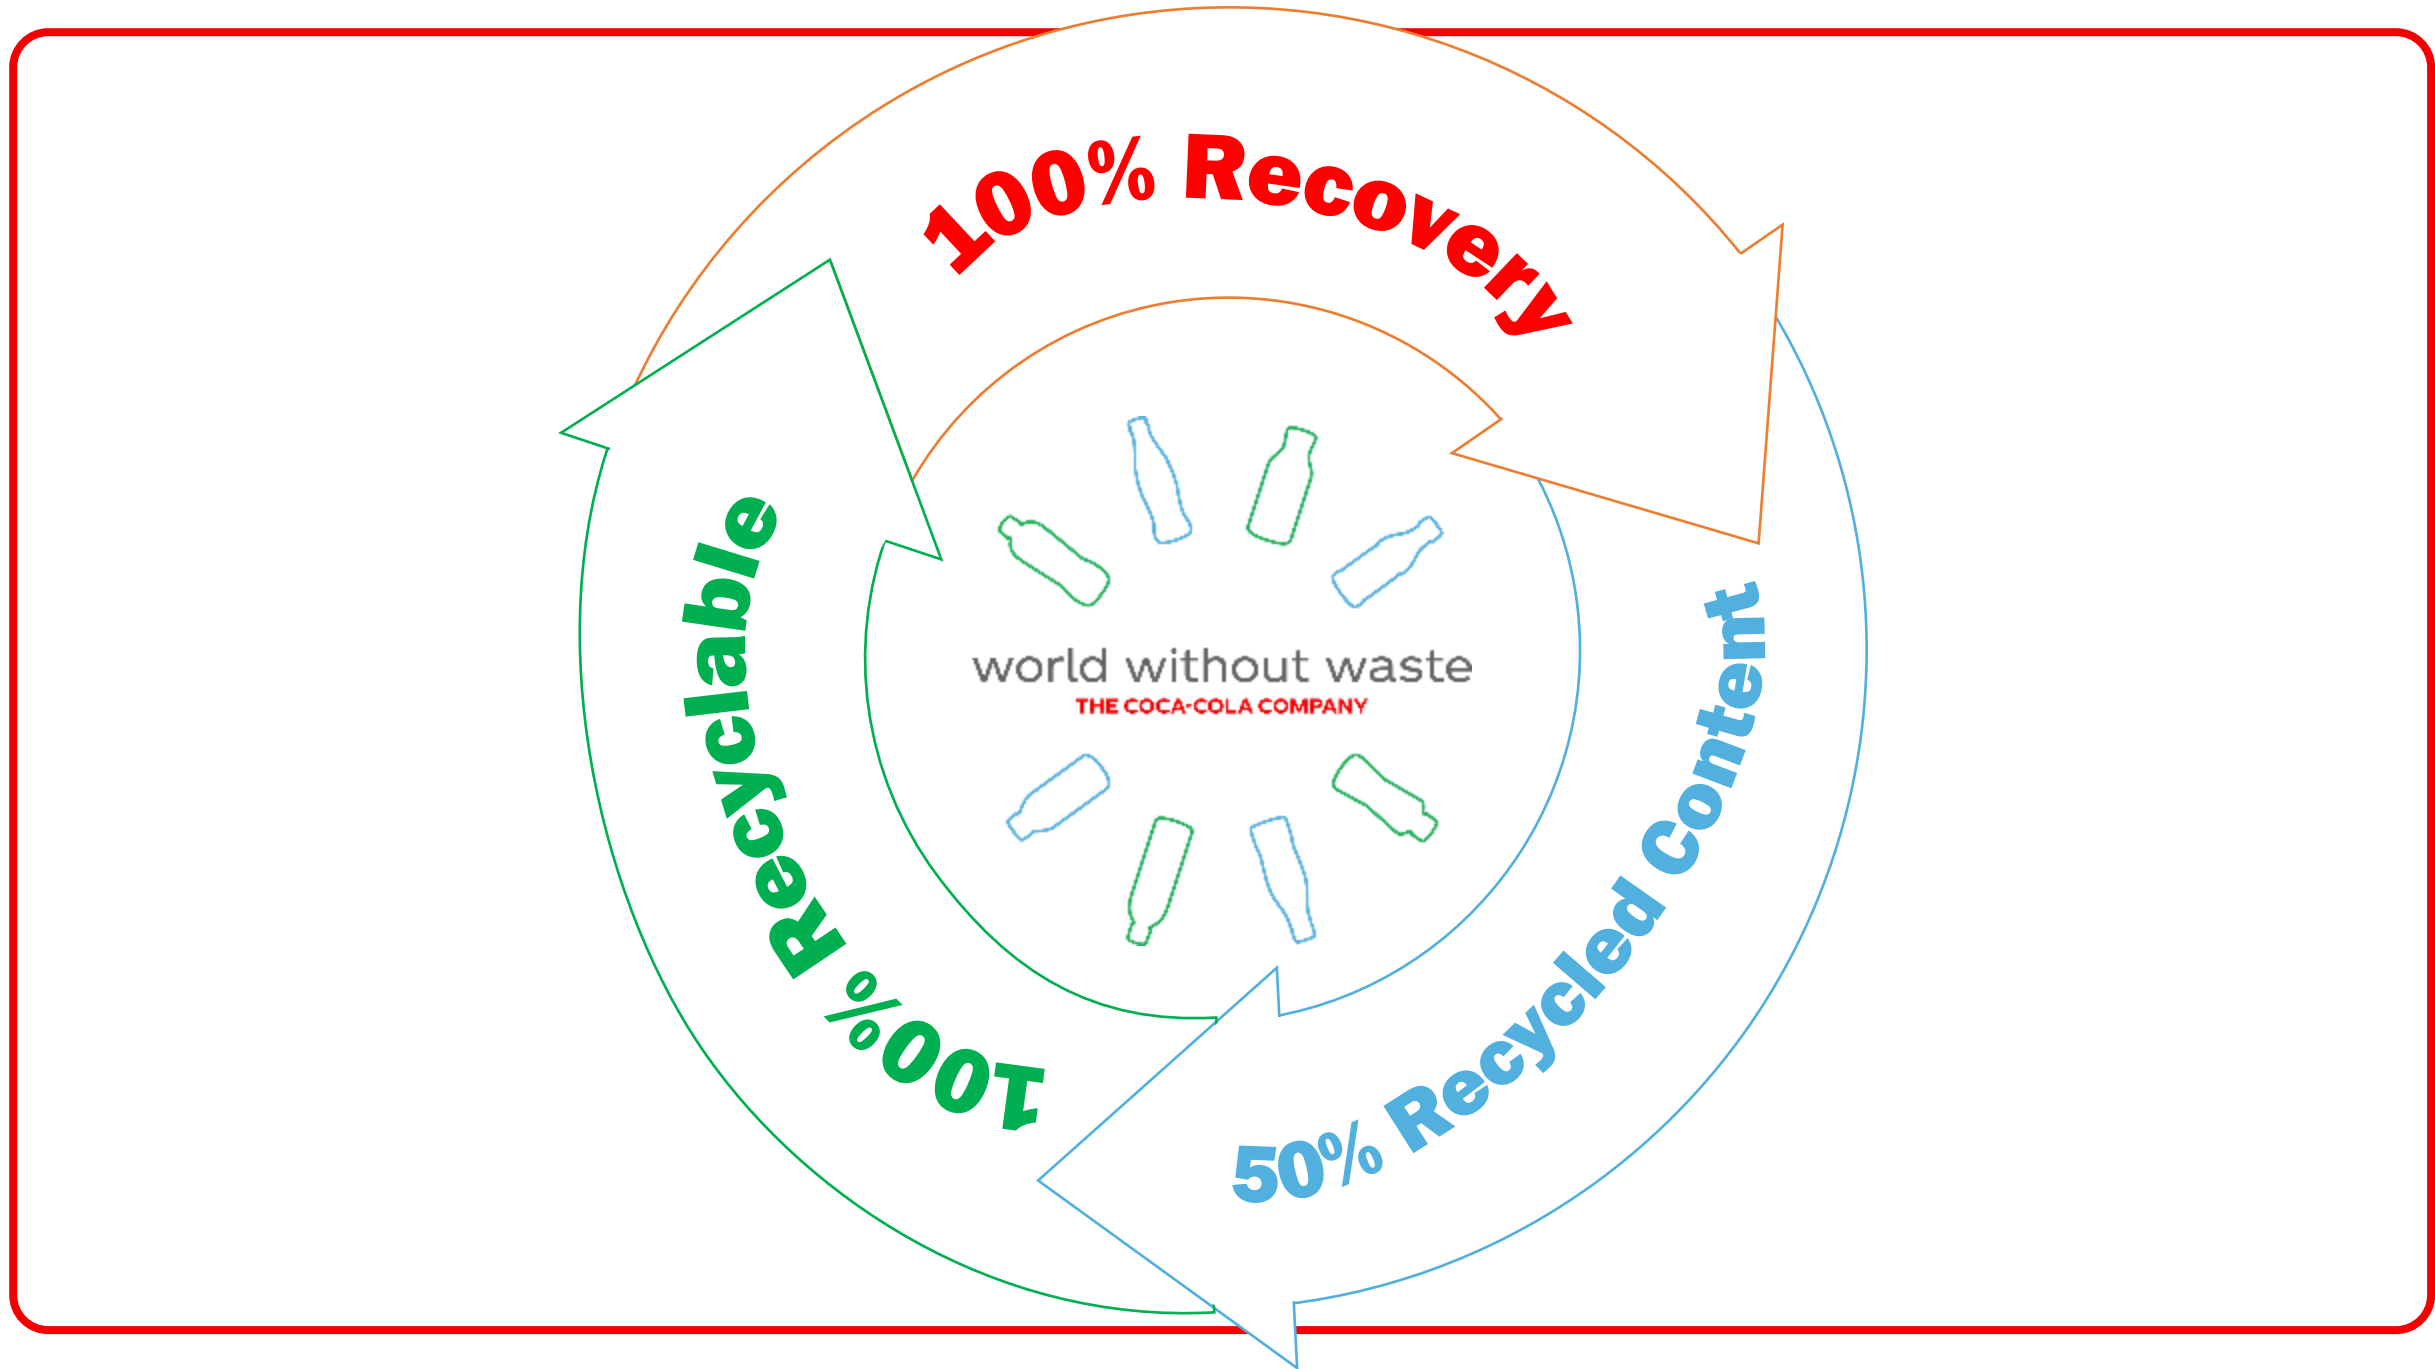 100% Recovery
100% Recyclable
world without waste
THE COCA-COLA COMPANY
50% Recycled Content